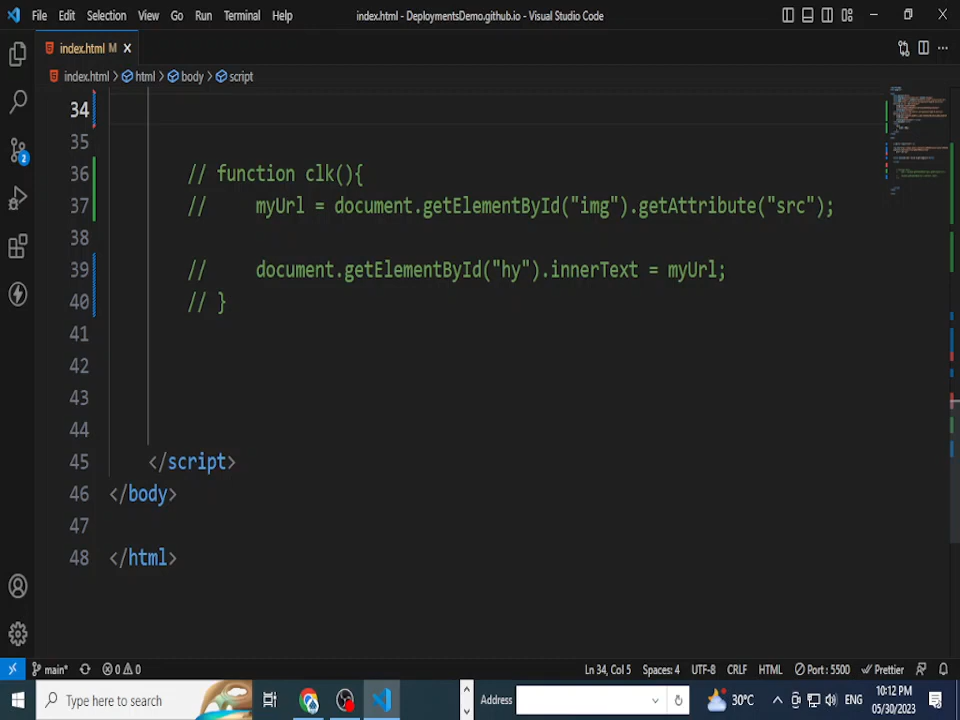 File Edit Selection View Go Run Terminal Help index.html - DeploymentsDemo.github.io - Visual Studio Code
index.html M
index.html > html > body > script
34
35
36 // function clk(){
37 // myUrl = document.getElementById("img").getAttribute("src");
38
39 // document.getElementById("hy").innerText = myUrl;
40 // }
41
42
43
44
45 </script>
46 </body>
47
48 </html>
2
main* 0 0 Ln 34, Col 5 Spaces: 4 UTF-8 CRLF HTML Port : 5500 Prettier
Type here to search Address 30°C ENG 10:12 PM
05/30/2023